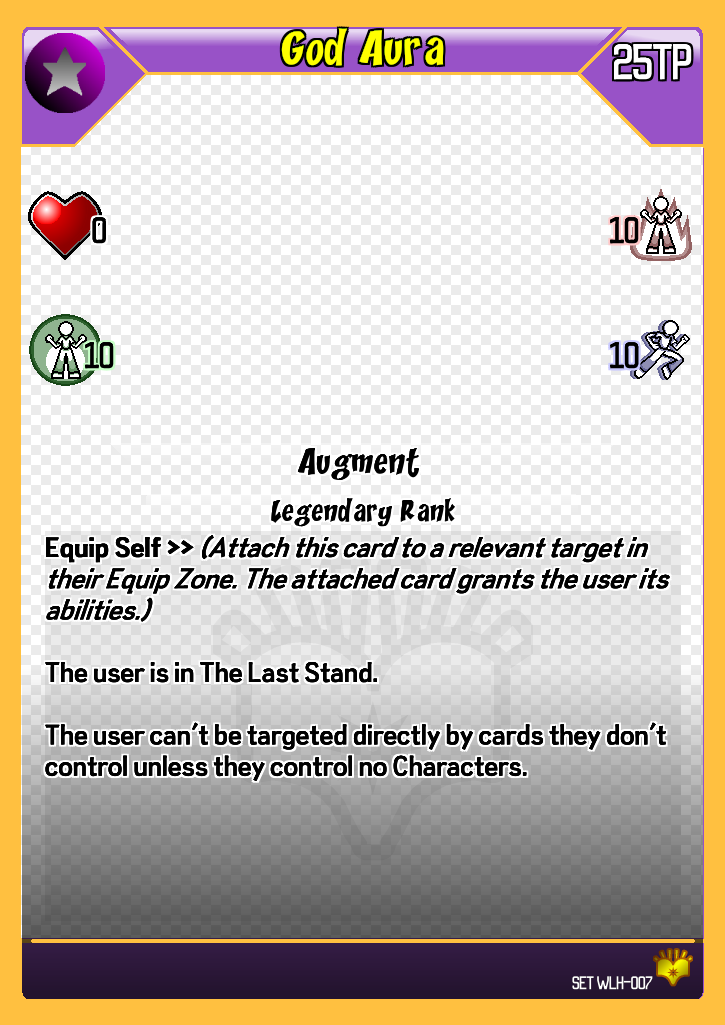 God Aura
25TP
0
10
10
10
Augment
Legendary Rank
Equip Self >> (Attach this card to a relevant target in
their Equip Zone. The attached card grants the user its
abilities.)
The user is in The Last Stand.
The user can't be targeted directly by cards they don't
control unless they control no Characters.
SET WLH-007